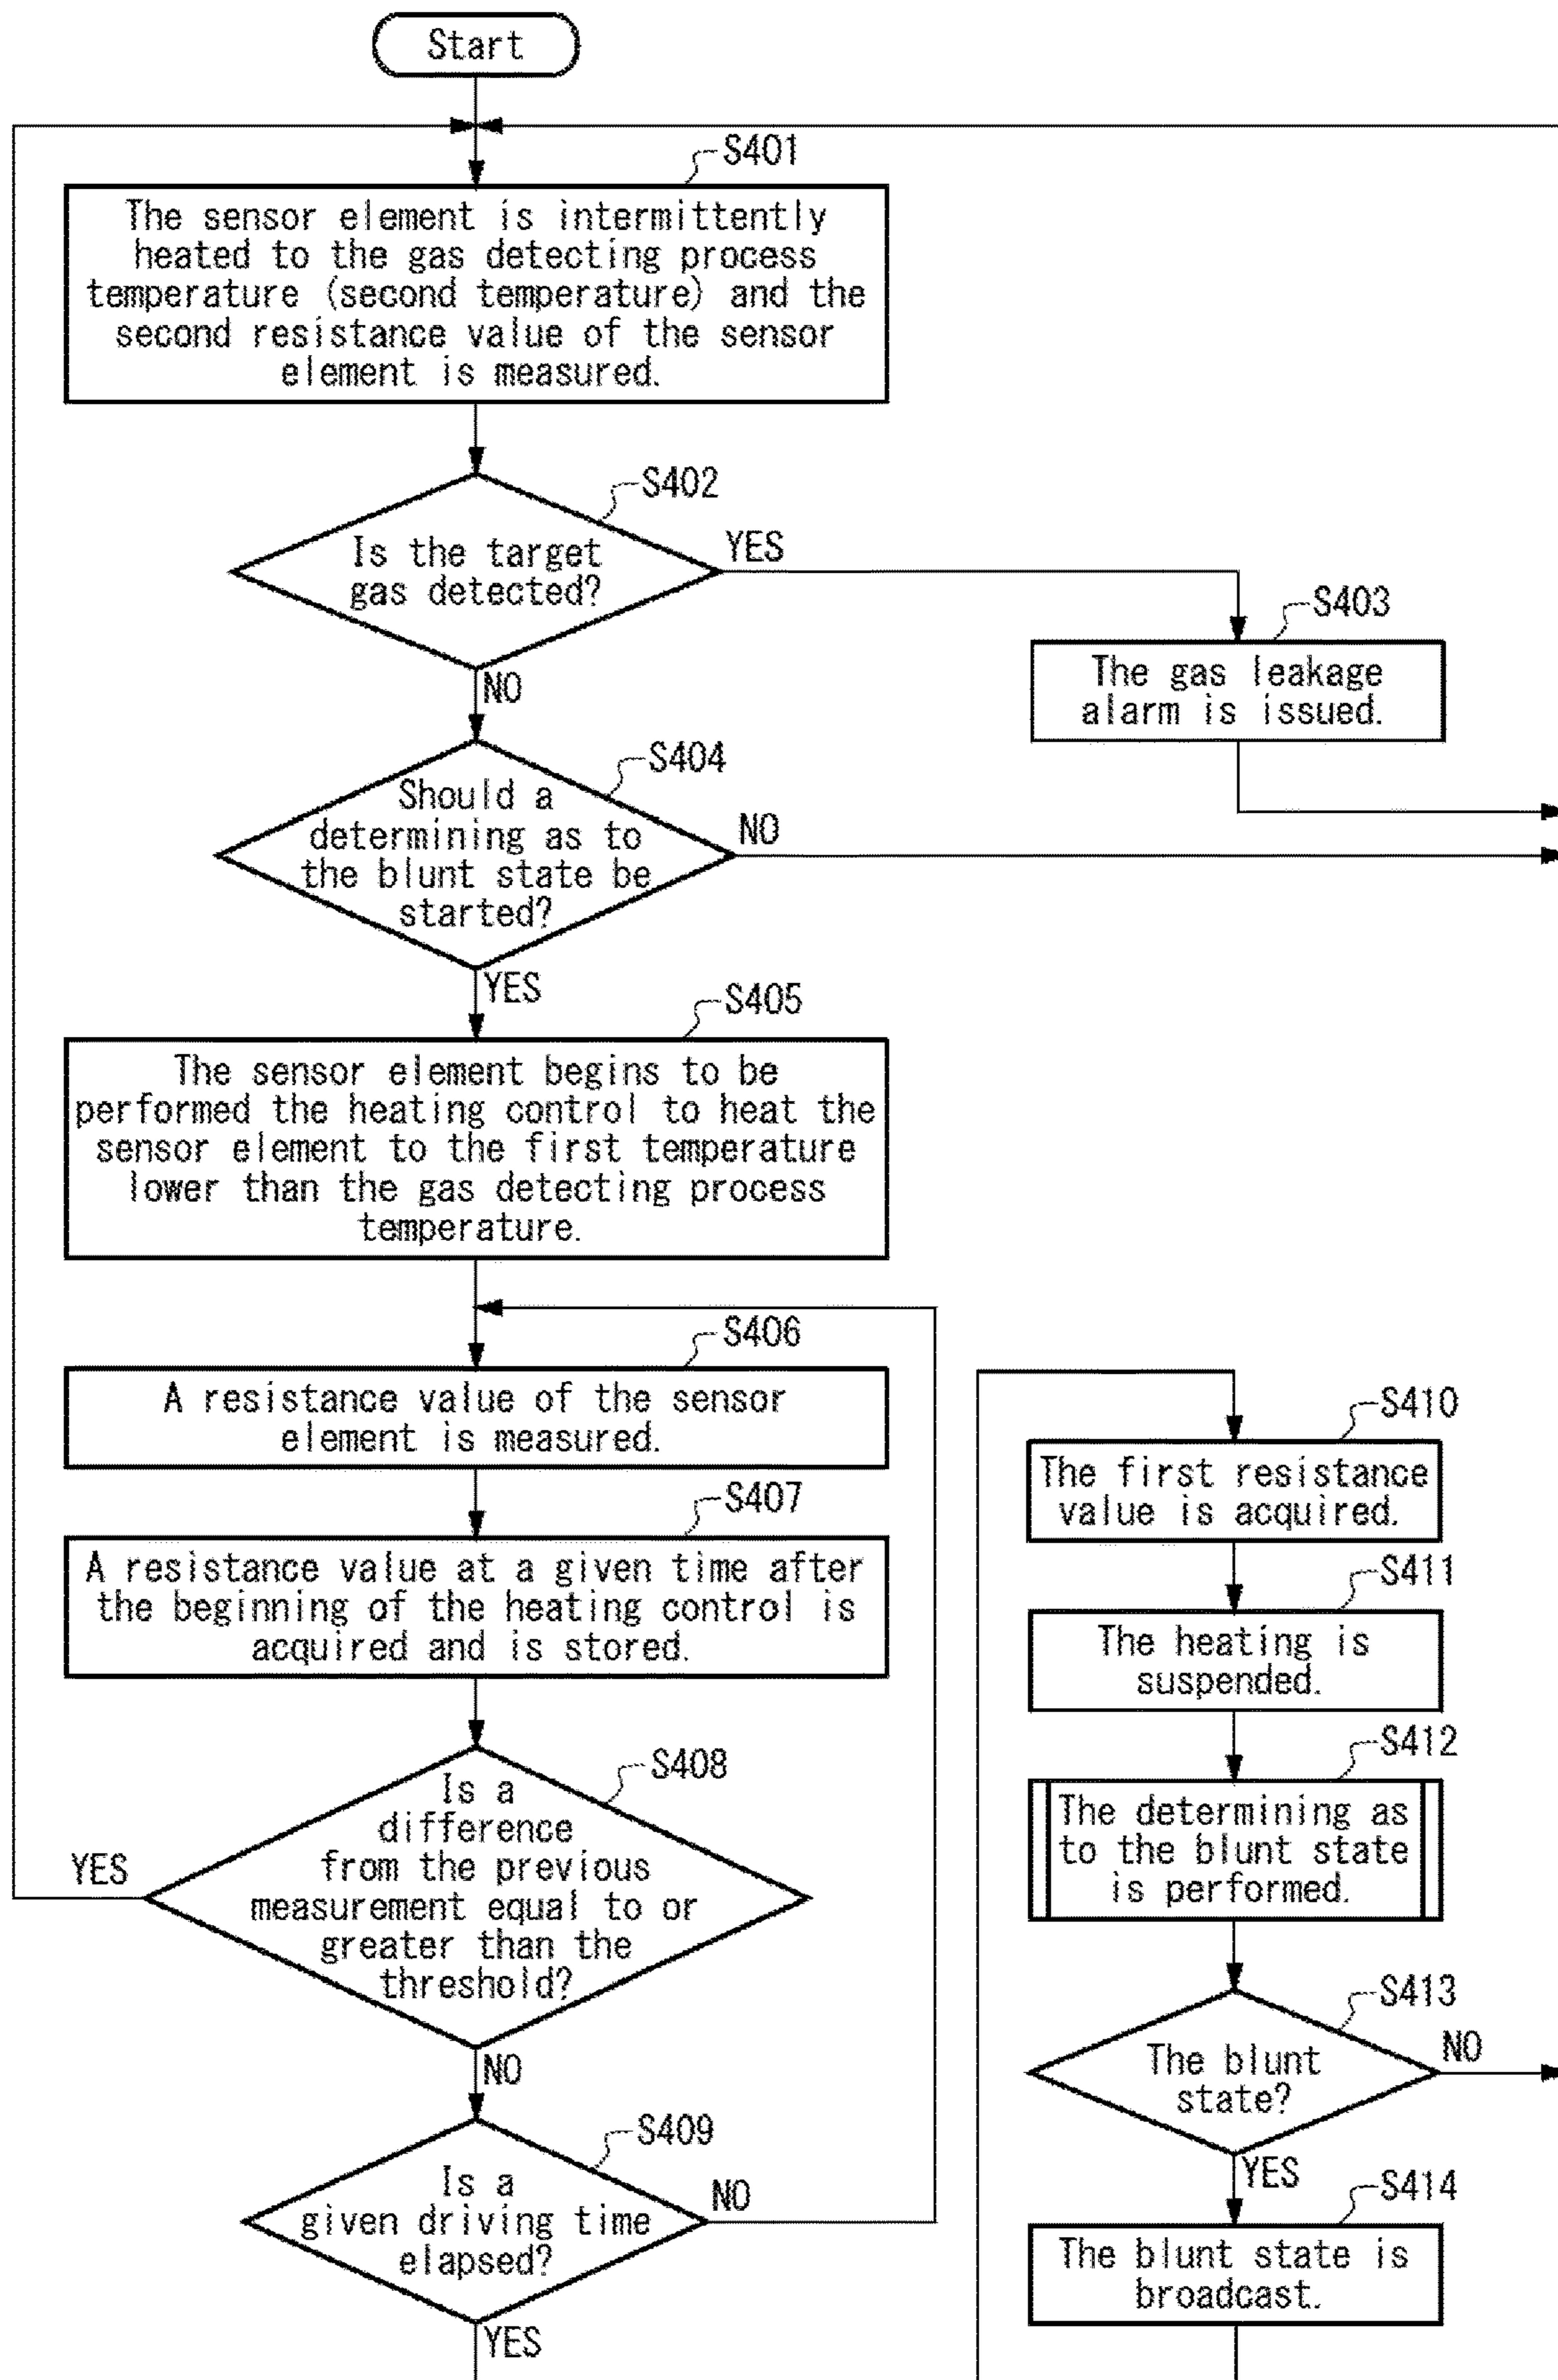 Start
S401
The sensor element is intermittently
heated to the gas detecting process
temperature (second temperature) and the
second resistance value of the sensor
element is measured.
S402
Is the target
gas detected?
YES
NO
S403
The gas leakage
alarm is issued.
S404
Should a
determining as to
the blunt state be
started?
NO
YES
S405
The sensor element begins to be
performed the heating control to heat the
sensor element to the first temperature
lower than the gas detecting process
temperature.
S406
A resistance value of the sensor
element is measured.
S407
A resistance value at a given time after
the beginning of the heating control is
acquired and is stored.
S408
Is a
difference
from the previous
measurement equal to or
greater than the
threshold?
YES
NO
S409
Is a
given driving time
elapsed?
NO
YES
S410
The first resistance
value is acquired.
S411
The heating is
suspended.
S412
The determining as
to the blunt state
is performed.
S413
The blunt
state?
NO
YES
S414
The blunt state is
broadcast.